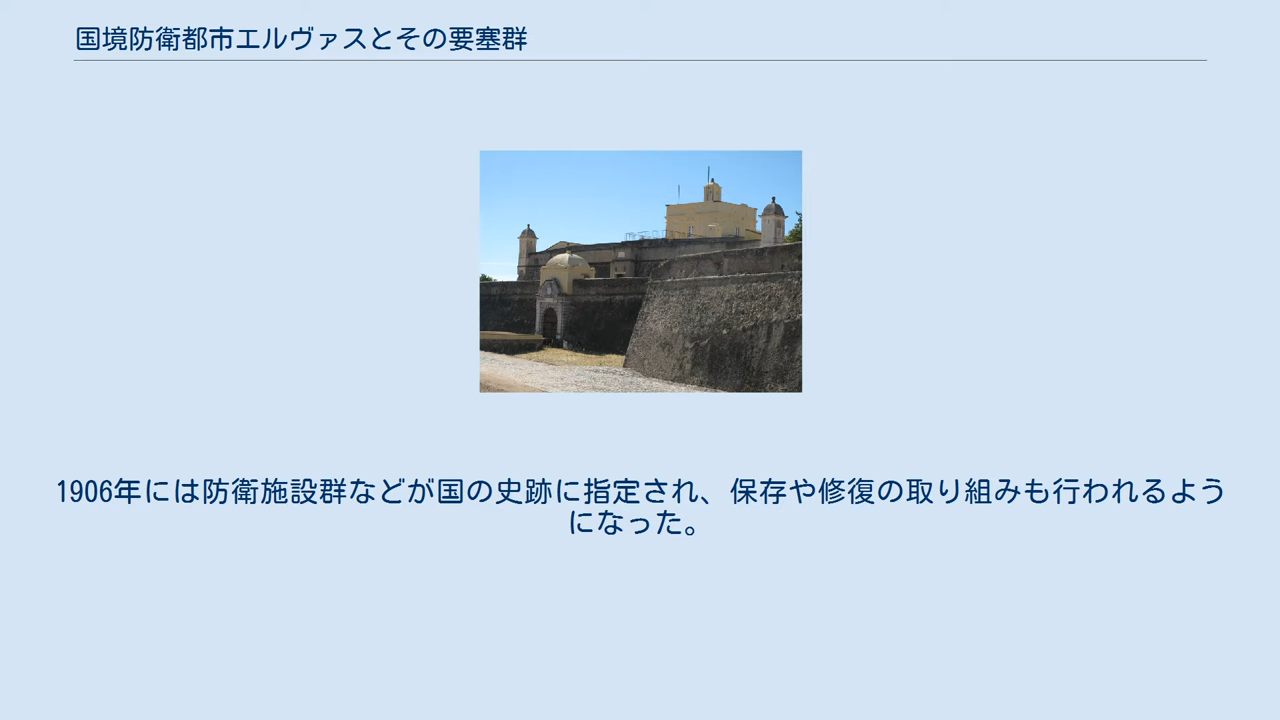 国境防衛都市エルヴァスとその要塞群
1906年には防衛施設群などが国の史跡に指定され、保存や修復の取り組みも行われるよう
になった。